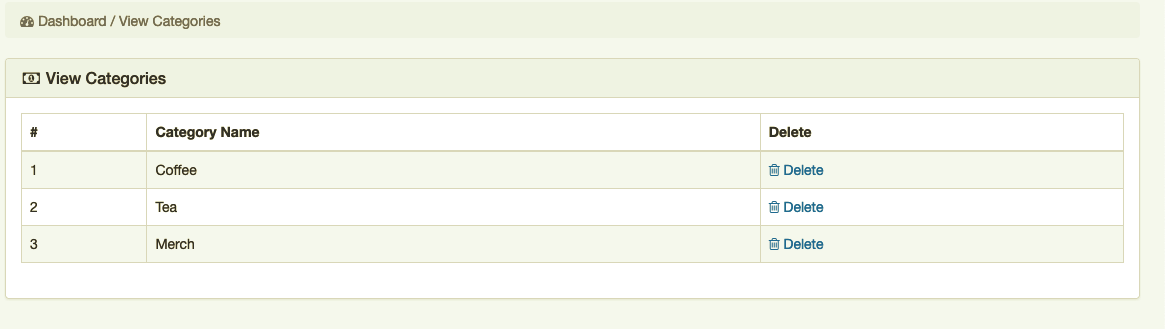 Dashboard / View Categories
View Categories
# Category Name Delete
1 Coffee Delete
2 Tea Delete
3 Merch Delete